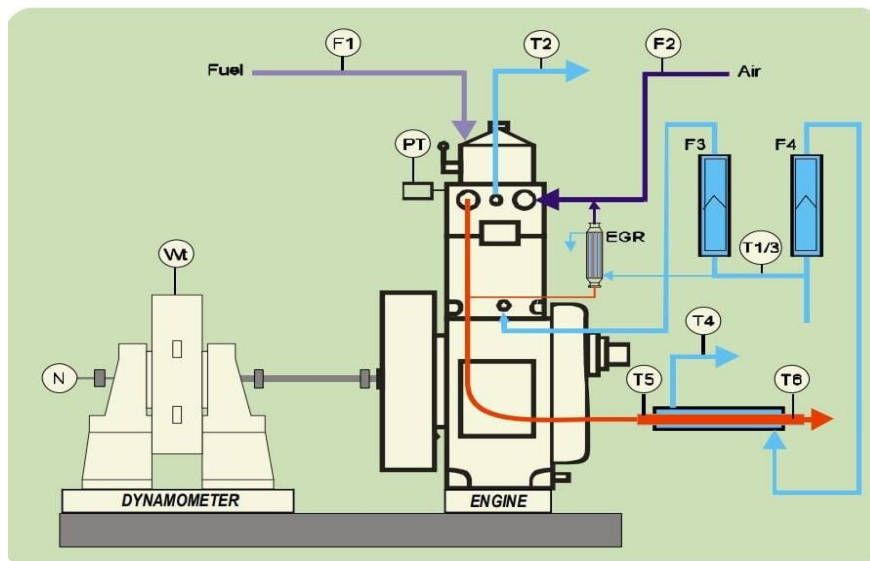 F1
T2
F2
Fuel
Air
PT
F3
F4
EGR
T1/3
Wt
T4
N
T5
T6
DYNAMOMETER
ENGINE